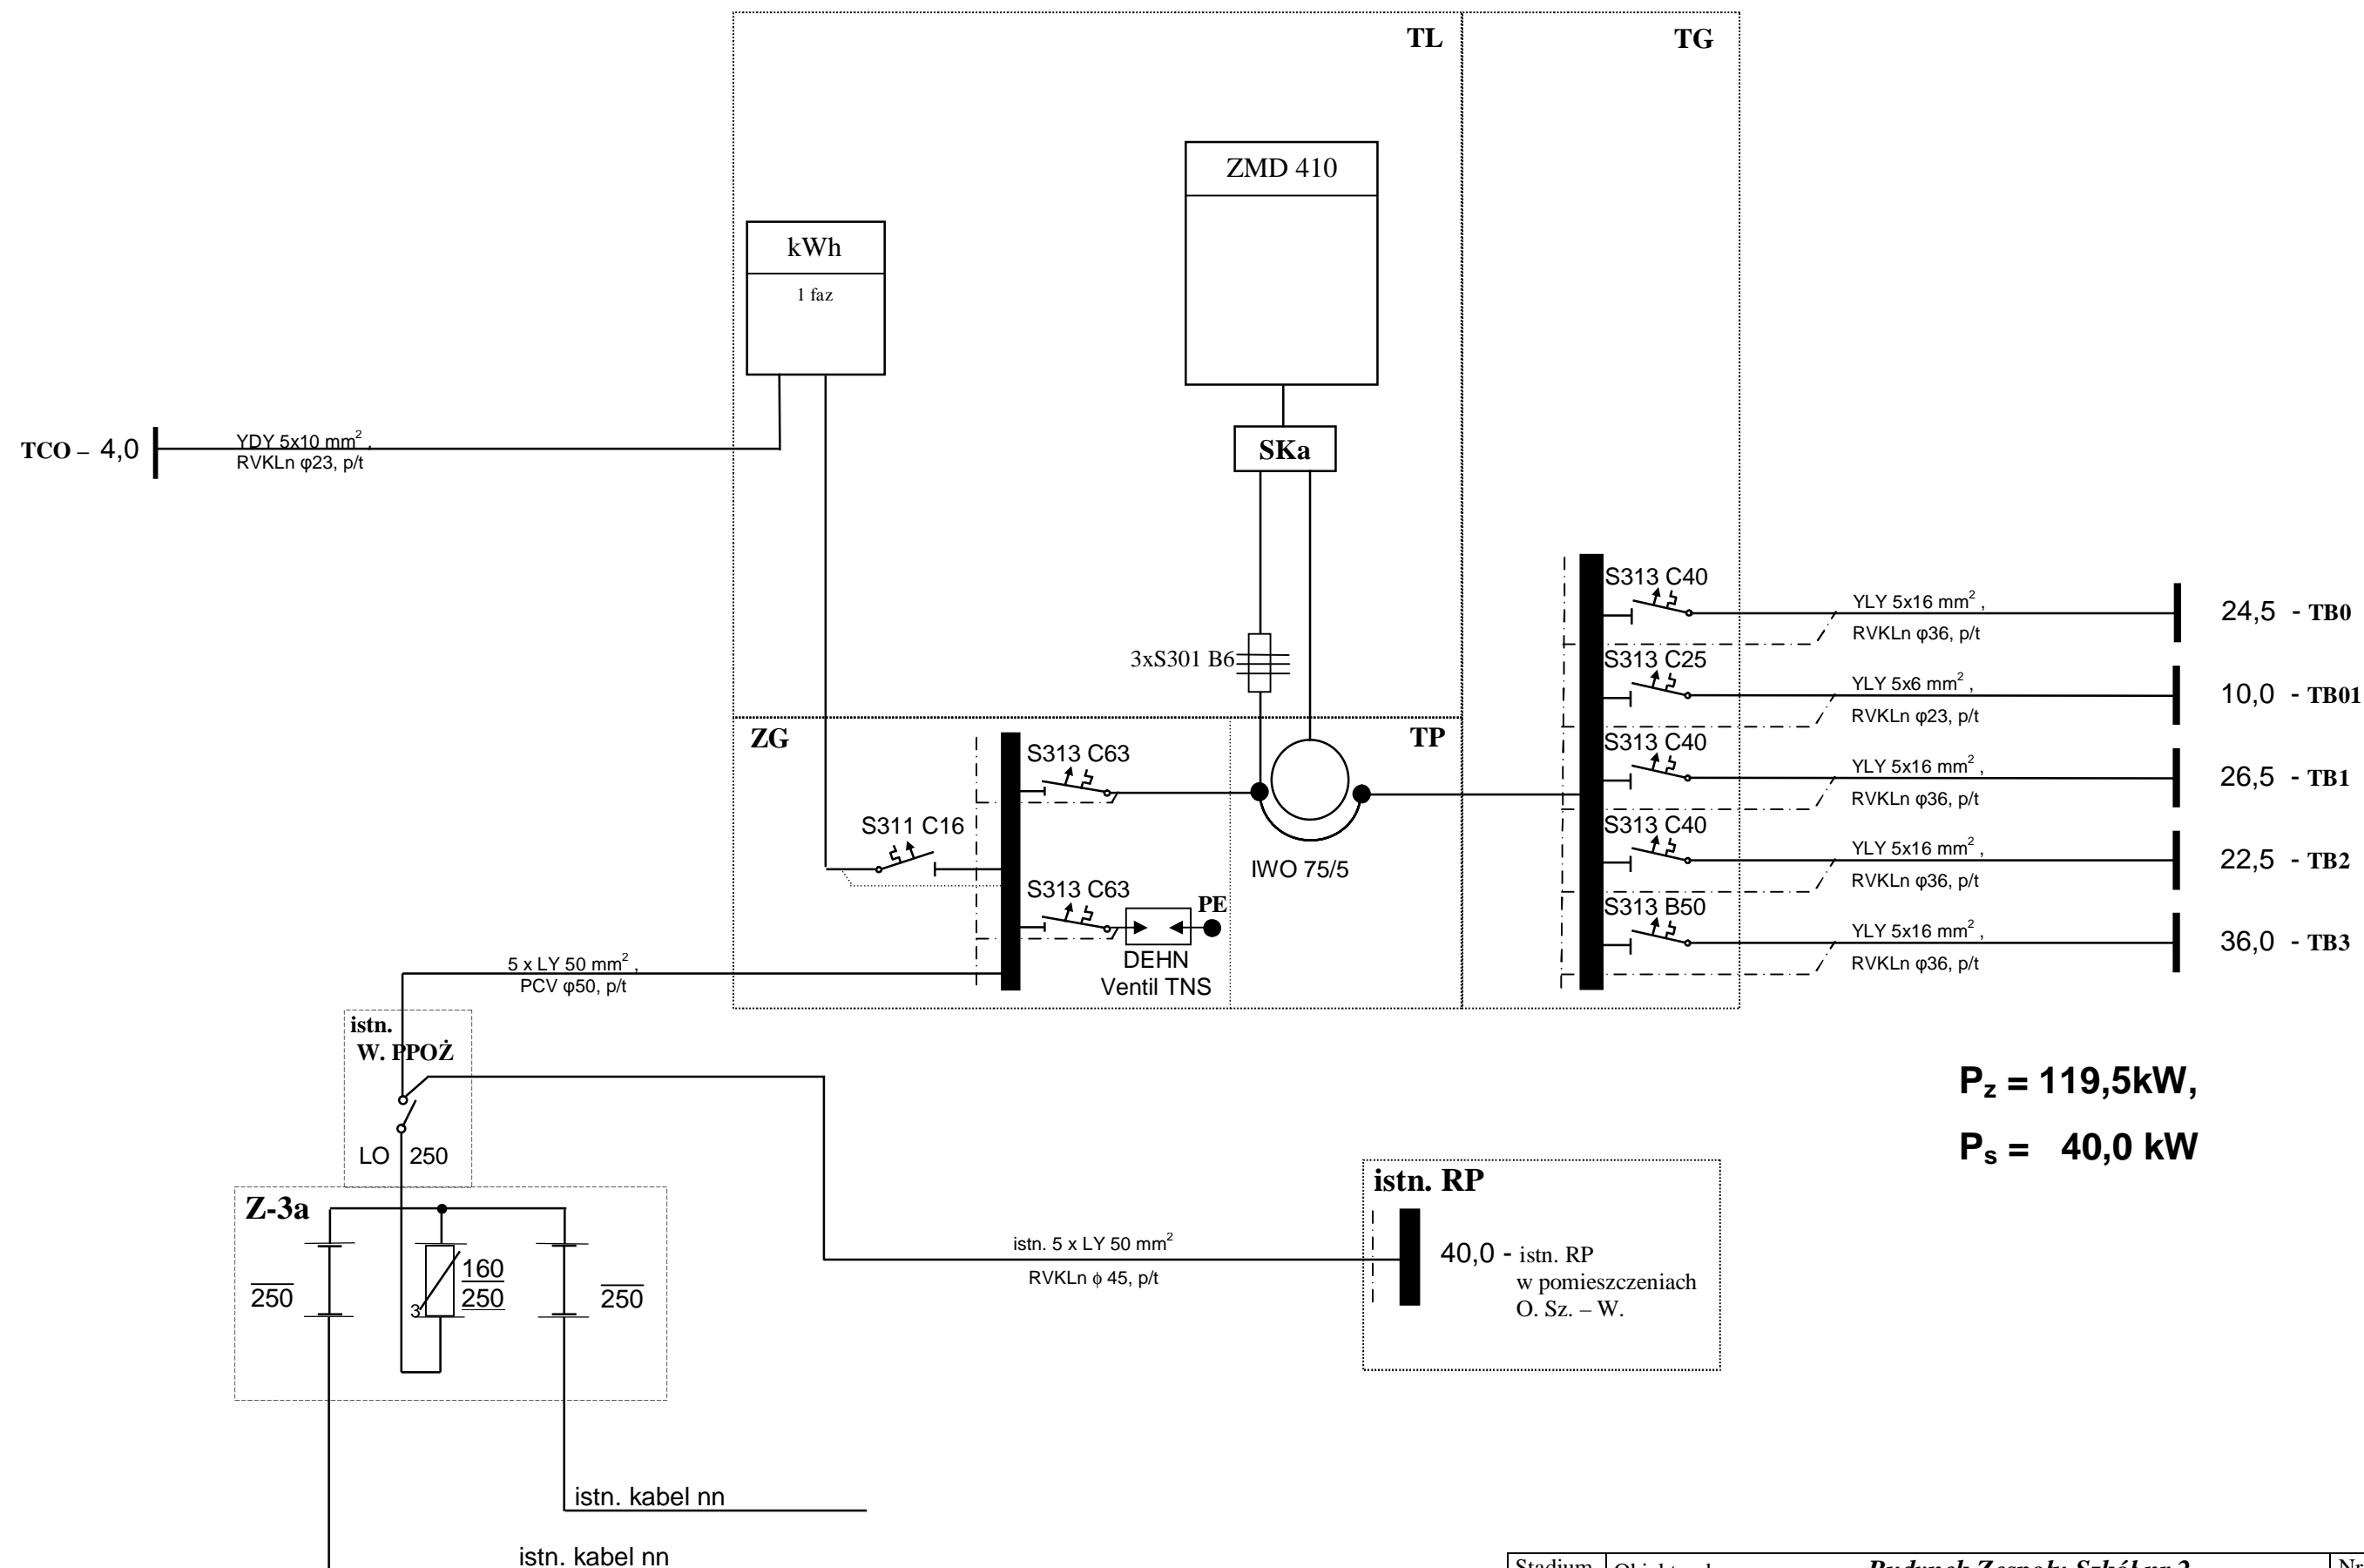 TL
TG
ZMD 410
kWh
1 faz
TCO – 4,0
YDY 5x10 mm² ,
RVKLn φ23, p/t
SKa
3xS301 B6
S313 C40
YLY 5x16 mm² ,
RVKLn φ36, p/t
24,5 - TB0
S313 C25
YLY 5x6 mm² ,
RVKLn φ23, p/t
10,0 - TB01
S313 C40
YLY 5x16 mm² ,
RVKLn φ36, p/t
26,5 - TB1
S313 C40
YLY 5x16 mm² ,
RVKLn φ36, p/t
22,5 - TB2
S313 B50
YLY 5x16 mm² ,
RVKLn φ36, p/t
36,0 - TB3
ZG
TP
S313 C63
S311 C16
IWO 75/5
S313 C63
PE
DEHN
Ventil TNS
5 x LY 50 mm² ,
PCV φ50, p/t
istn.
W. PPOŻ
LO 250
Pz = 119,5kW,
Ps = 40,0 kW
Z-3a
250
160
250
3
250
istn. 5 x LY 50 mm²
RVKLn ϕ 45, p/t
istn. RP
40,0 - istn. RP
w pomieszczeniach
O. Sz. – W.
istn. kabel nn
istn. kabel nn
Stadium
Budynek Zespołu Szkół nr 2
Nr